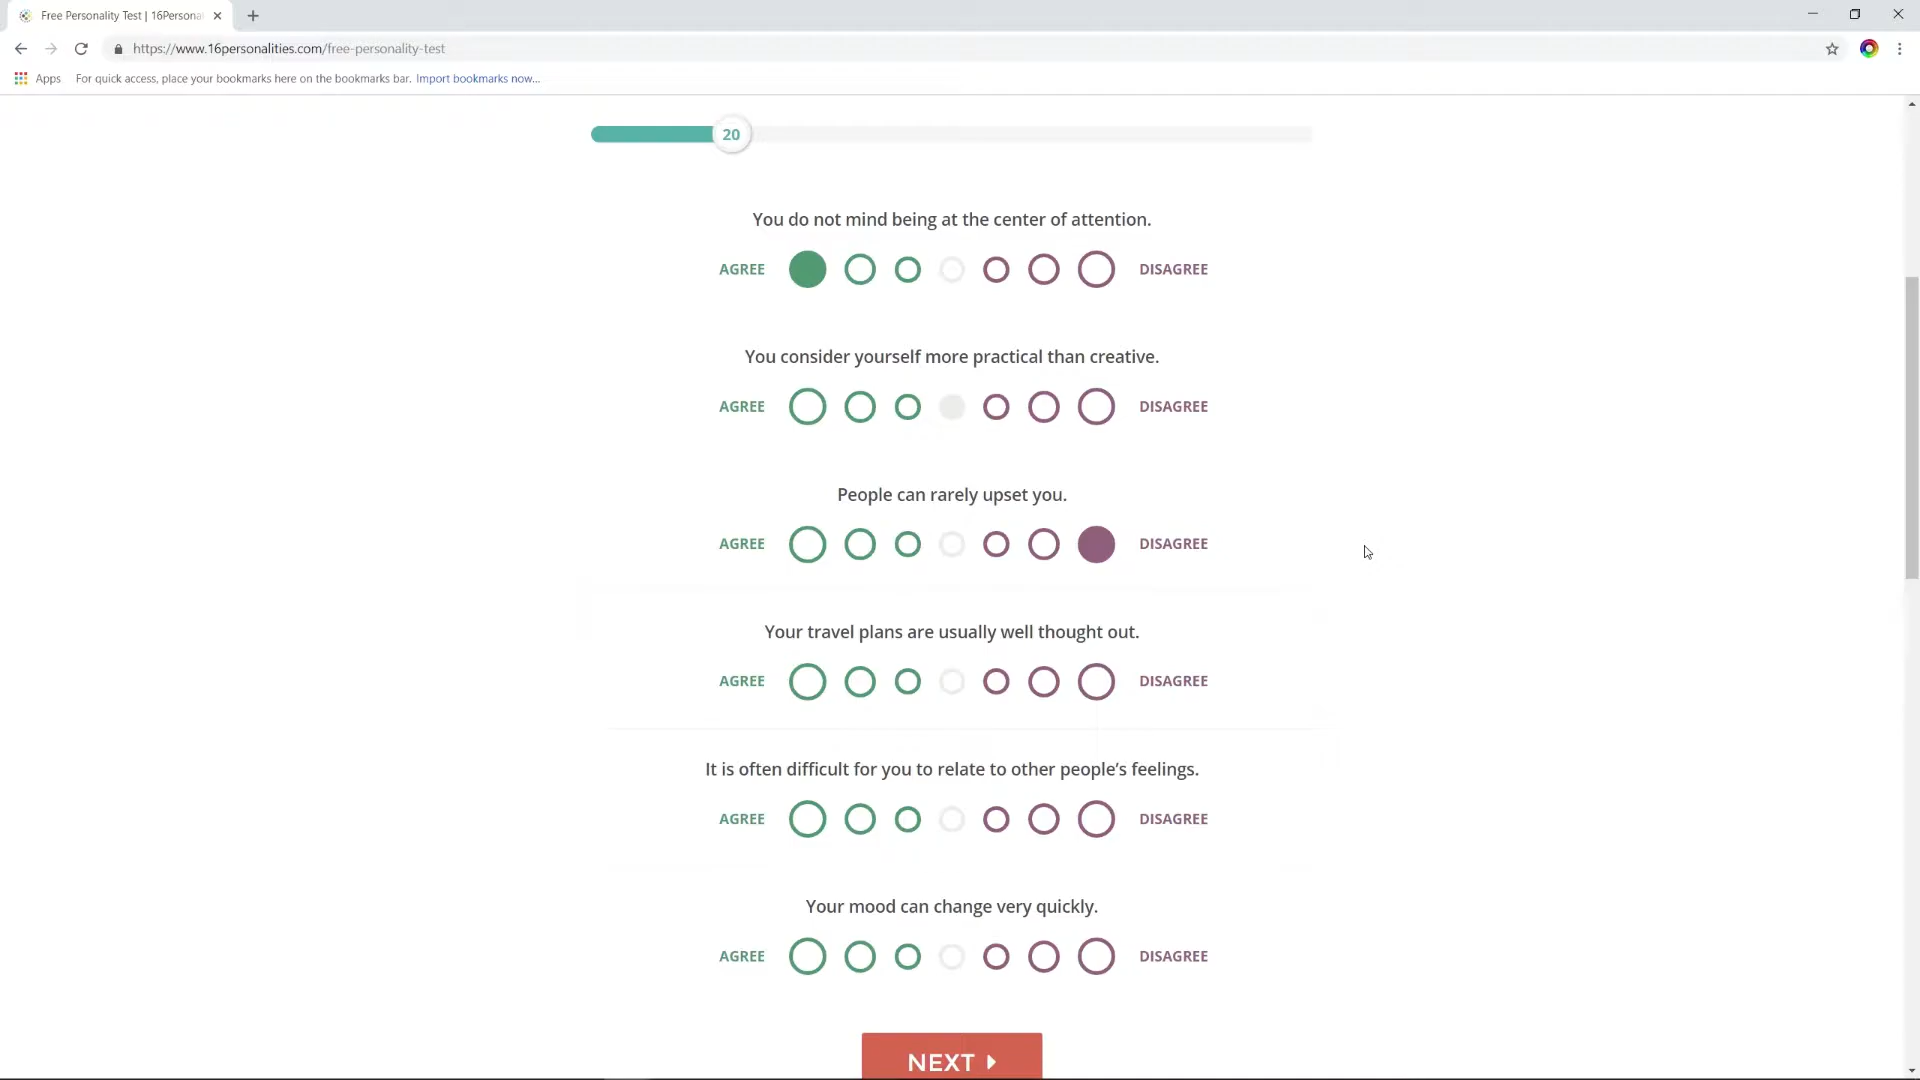 Free Personality Test | 16Persona
https://www.16personalities.com/free-personality-test
Apps For quick access, place your bookmarks here on the bookmarks bar. Import bookmarks now...
20
You do not mind being at the center of attention.
AGREE DISAGREE
You consider yourself more practical than creative.
AGREE DISAGREE
People can rarely upset you.
AGREE DISAGREE
Your travel plans are usually well thought out.
AGREE DISAGREE
It is often difficult for you to relate to other people’s feelings.
AGREE DISAGREE
Your mood can change very quickly.
AGREE DISAGREE
NEXT